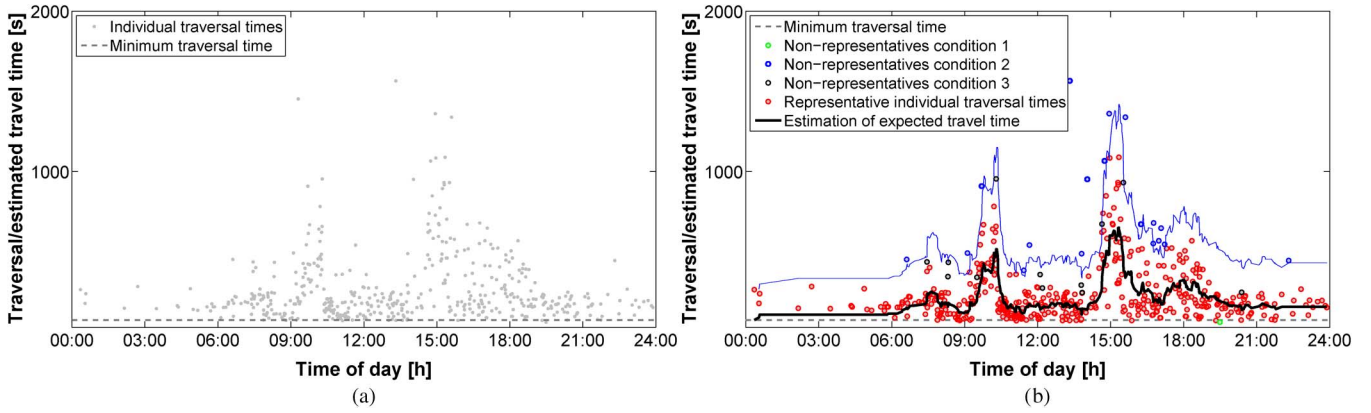 Traversal/estimated travel time [s]
2000
1000
Individual traversal times
Minimum traversal time
00:00 03:00 06:00 09:00 12:00 15:00 18:00 21:00 24:00
Time of day [h]
(a)
Traversal/estimated travel time [s]
2000
1000
Minimum traversal time
Non−representatives condition 1
Non−representatives condition 2
Non−representatives condition 3
Representative individual traversal times
Estimation of expected travel time
00:00 03:00 06:00 09:00 12:00 15:00 18:00 21:00 24:00
Time of day [h]
(b)